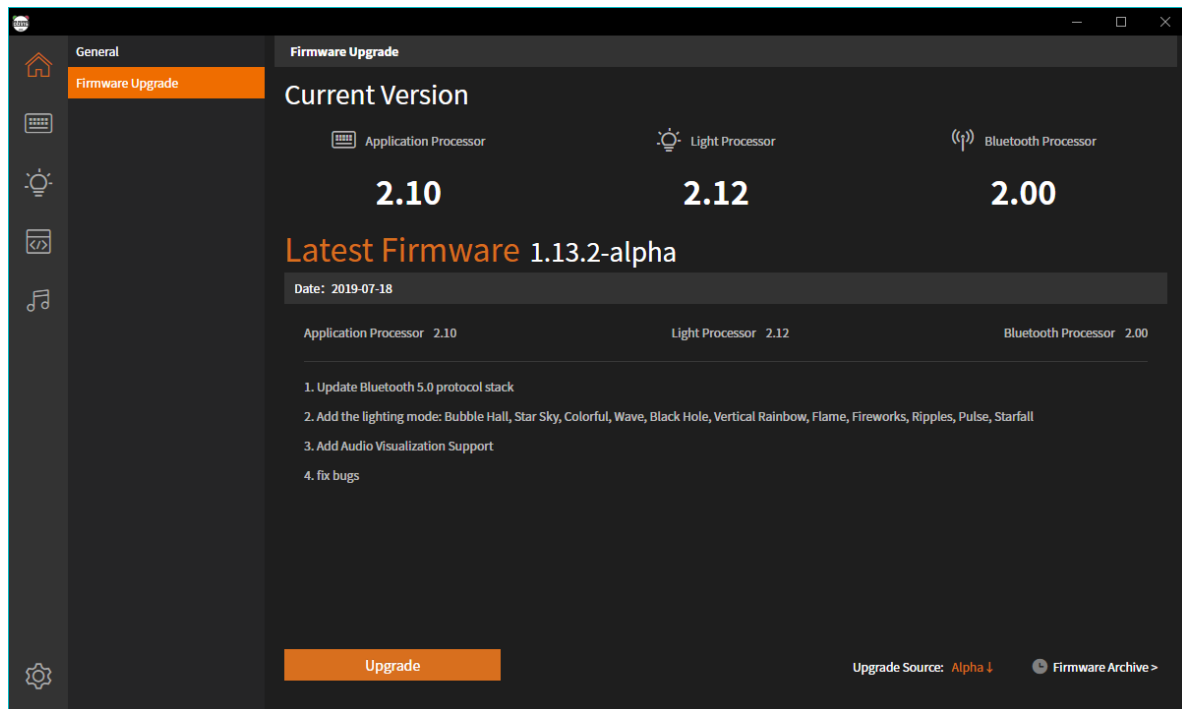 General
Firmware Upgrade
Firmware Upgrade
Current Version
Application Processor
Light Processor
Bluetooth Processor
2.10
2.12
2.00
Latest Firmware 1.13.2-alpha
Date: 2019-07-18
Application Processor 2.10
Light Processor 2.12
Bluetooth Processor 2.00
1. Update Bluetooth 5.0 protocol stack
2. Add the lighting mode: Bubble Hall, Star Sky, Colorful, Wave, Black Hole, Vertical Rainbow, Flame, Fireworks, Ripples, Pulse, Starfall
3. Add Audio Visualization Support
4. fix bugs
Upgrade
Upgrade Source: Alpha↓
Firmware Archive >